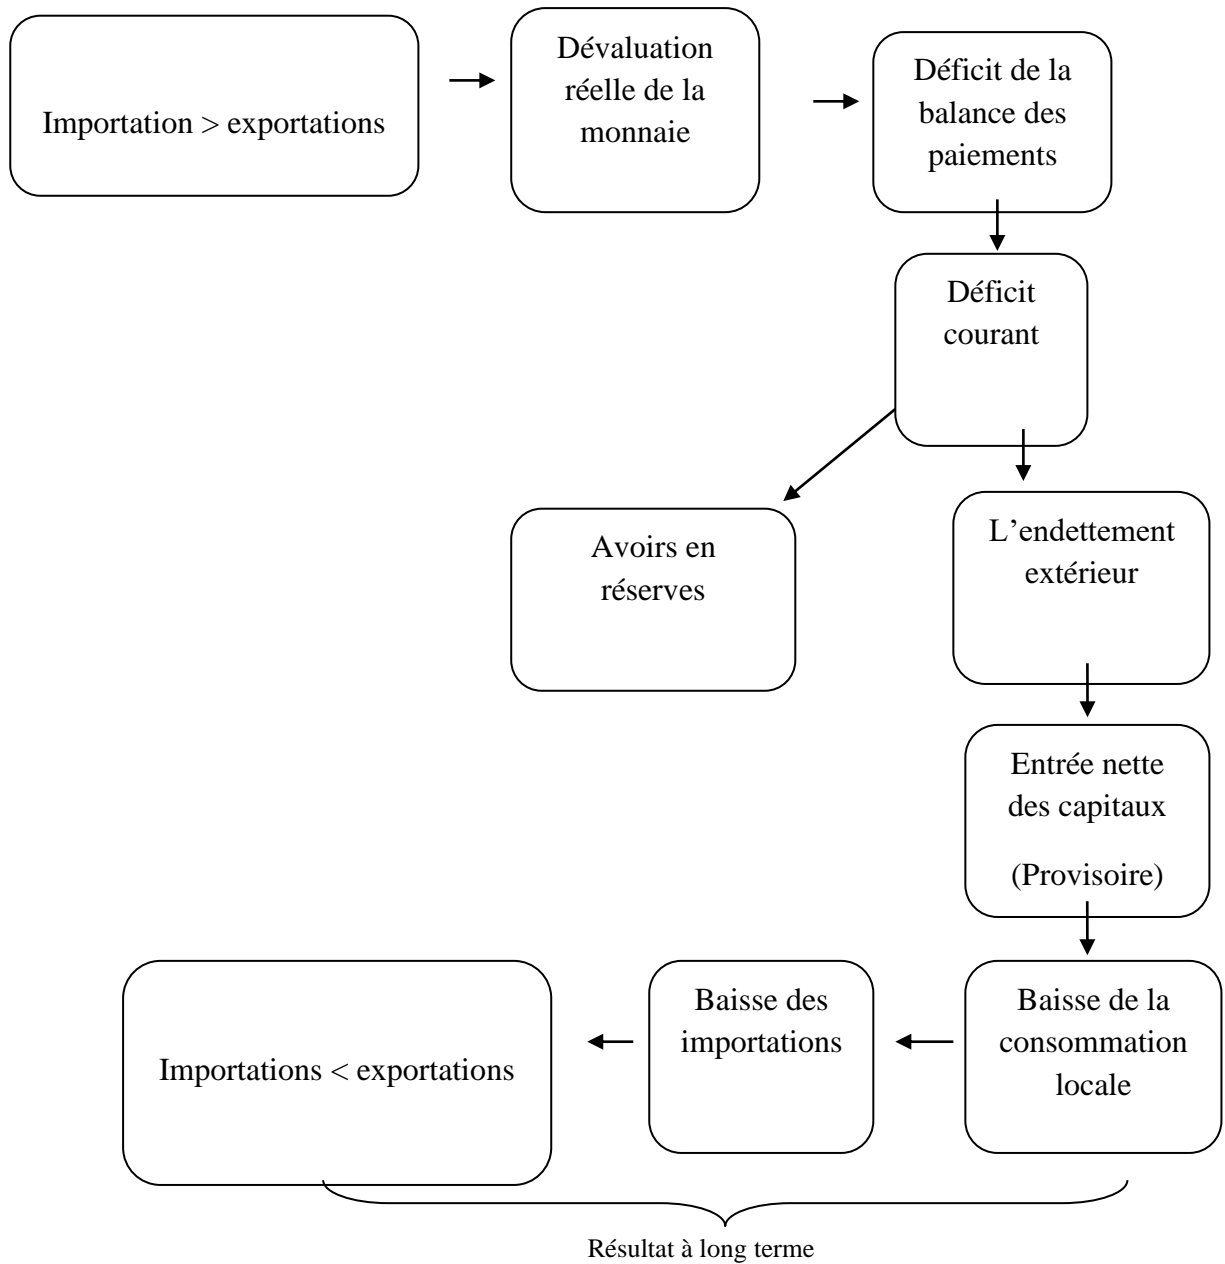 Importation > exportations
Dévaluation
réelle de la
monnaie
Déficit de la
balance des
paiements
Déficit
courant
Avoirs en
réserves
L’endettement
extérieur
Entrée nette
des capitaux
(Provisoire)
Baisse de la
consommation
locale
Baisse des
importations
Importations < exportations
Résultat à long terme